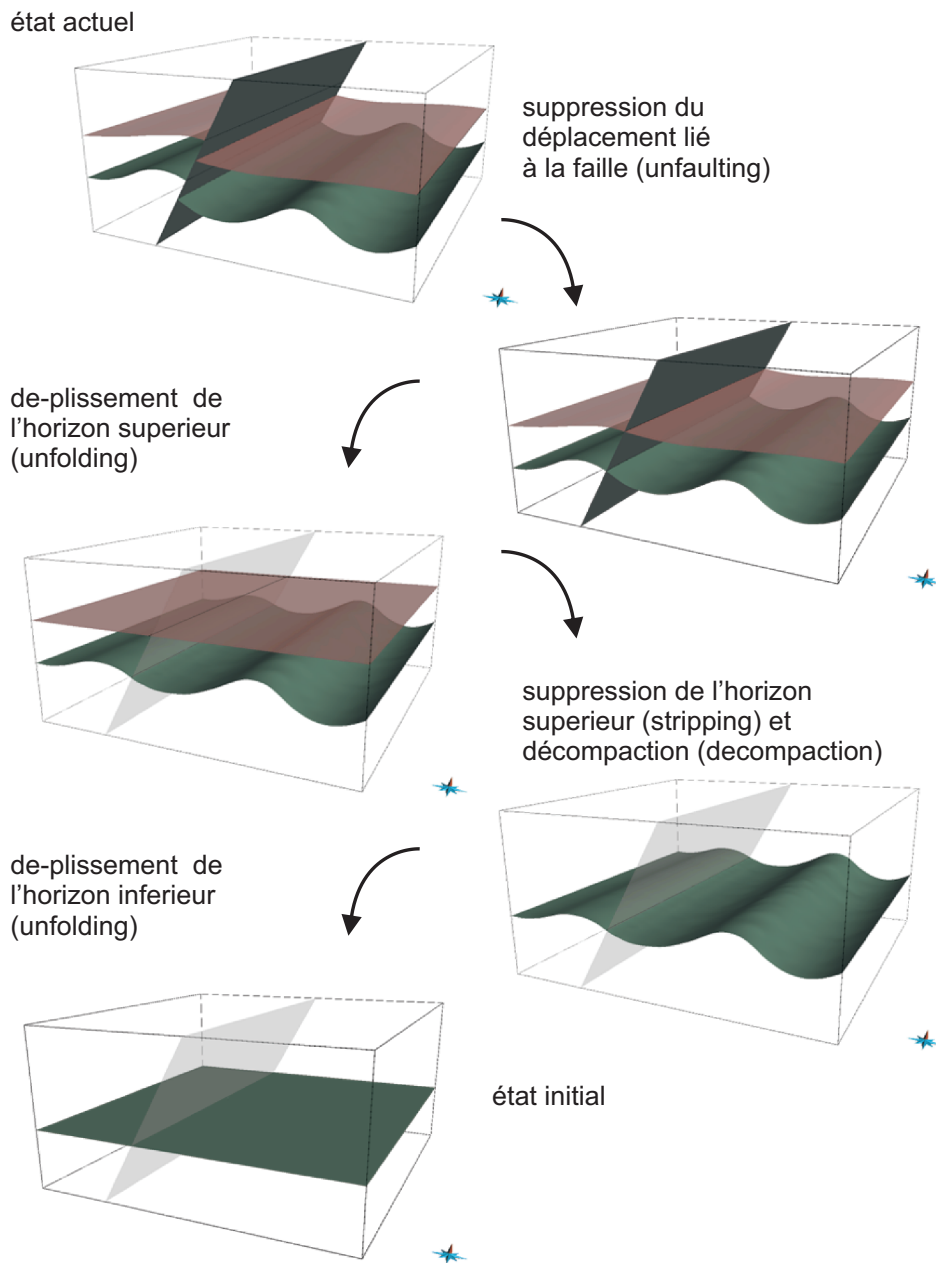 état actuel
suppression du
déplacement lié
à la faille (unfaulting)
de-plissement de
l'horizon superieur
(unfolding)
suppression de l'horizon
superieur (stripping) et
décompaction (decompaction)
de-plissement de
l'horizon inferieur
(unfolding)
état initial